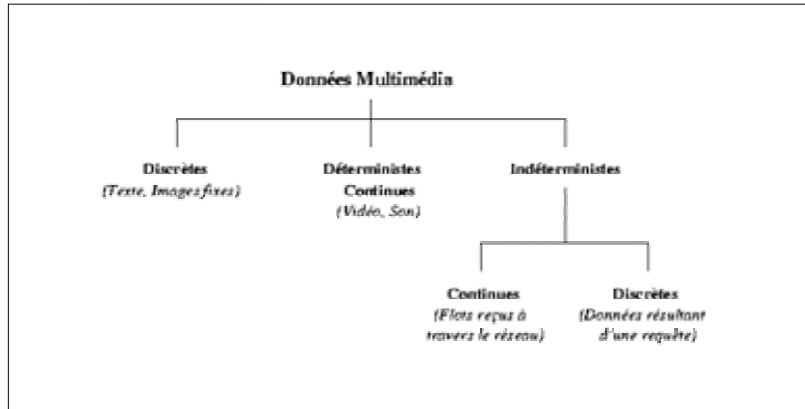 Données Multimédia
Discrètes
(Texte, Images fixes)
Déterministes
Continues
(Vidéo, Son)
Indéterministes
Continues
(Flots reçus à
travers le réseau)
Discrètes
(Données résultant
d'une requête)